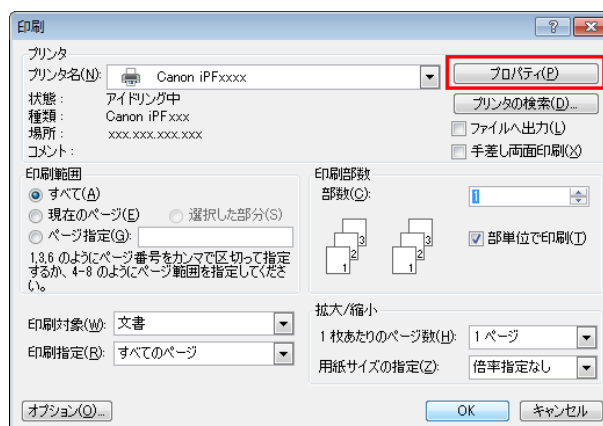 印刷
プリンタ
プリンタ名(N): Canon iPFxxxx プロパティ(P)
状態： アイドリング中 プリンタの検索(D)...
種類： Canon iPFxxx ファイルへ出力(L)
場所： xxx.xxx.xxx.xxx
コメント： 手差し両面印刷(X)
印刷範囲
すべて(A)
現在のページ(E) 選択した部分(S)
ページ指定(G):
1,3,6 のようにページ番号をカンマで区切って指定
するか、4-8 のようにページ範囲を指定してくださ
い。
印刷部数
部数(C): 1
3 3
2 2
1 1
部単位で印刷(T)
印刷対象(W): 文書
印刷指定(R): すべてのページ
拡大/縮小
1 枚あたりのページ数(H): 1 ページ
用紙サイズの指定(Z): 倍率指定なし
オプション(O)... OK キャンセル